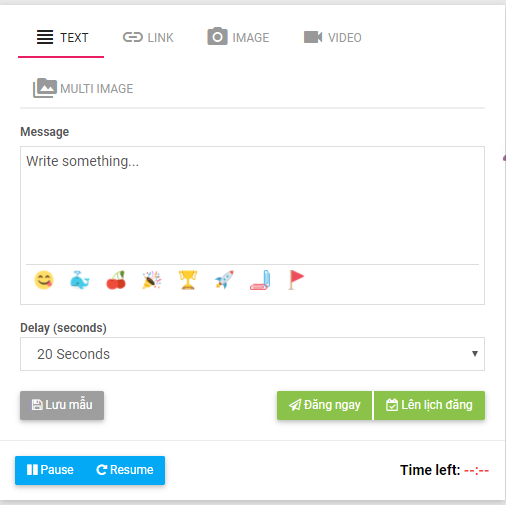 TEXT LINK IMAGE VIDEO
MULTI IMAGE
Message
Write something...
Delay (seconds)
20 Seconds
Lưu mẫu Đăng ngay Lên lịch đăng
Pause Resume Time left: --:--